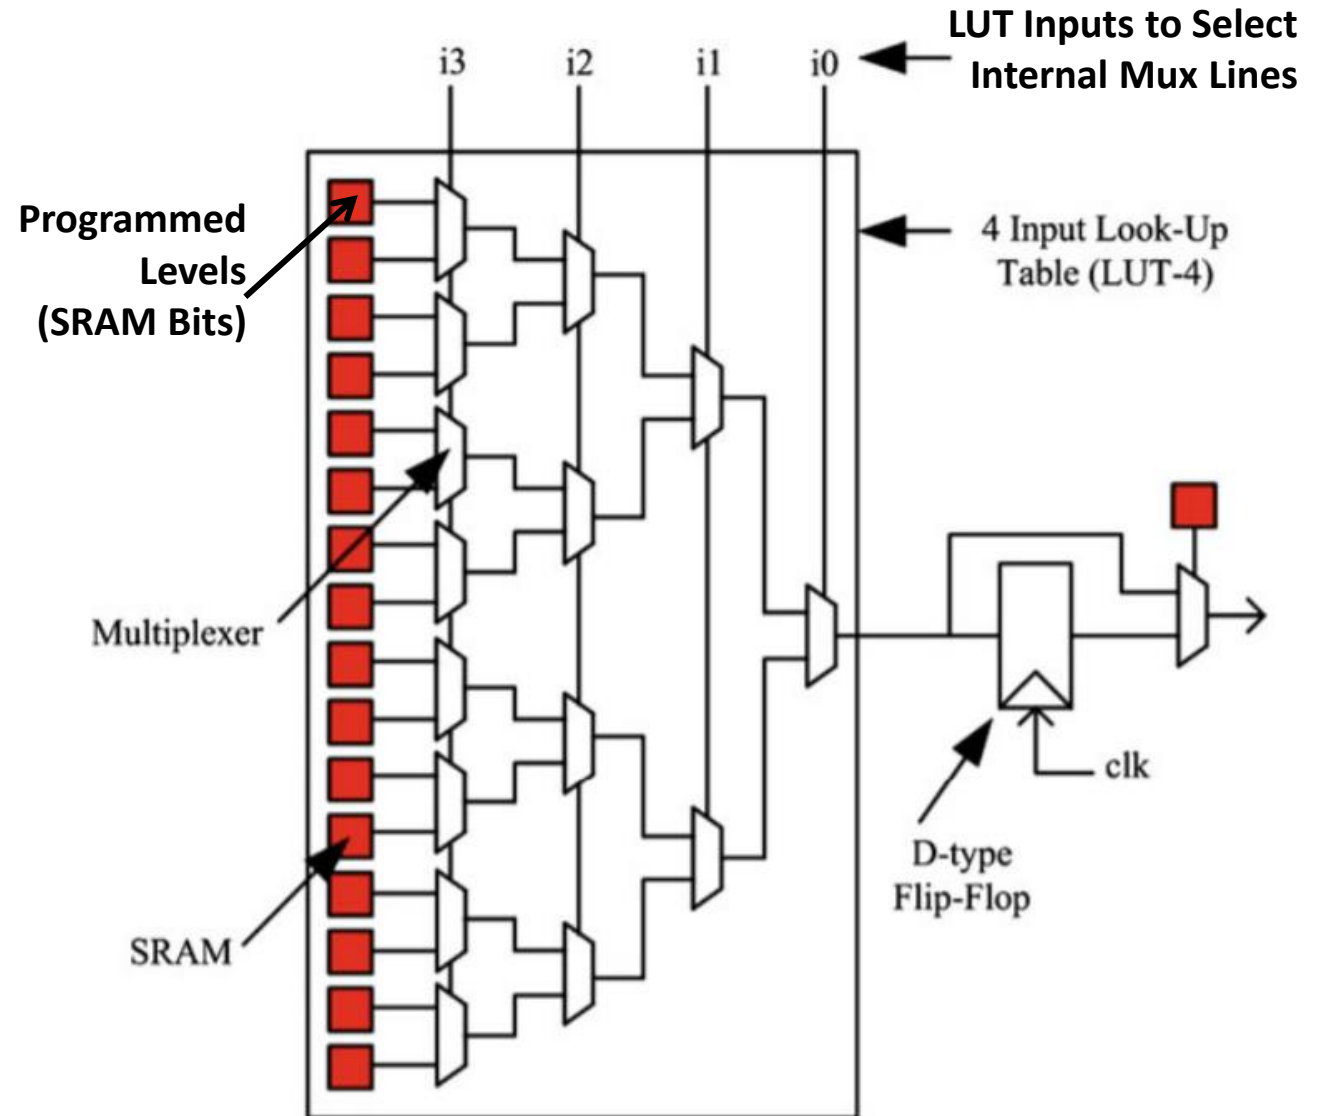 LUT Inputs to Select
Internal Mux Lines
i3
i2
i1
i0
Programmed
Levels
(SRAM Bits)
4 Input Look-Up
Table (LUT-4)
Multiplexer
clk
D-type
Flip-Flop
SRAM